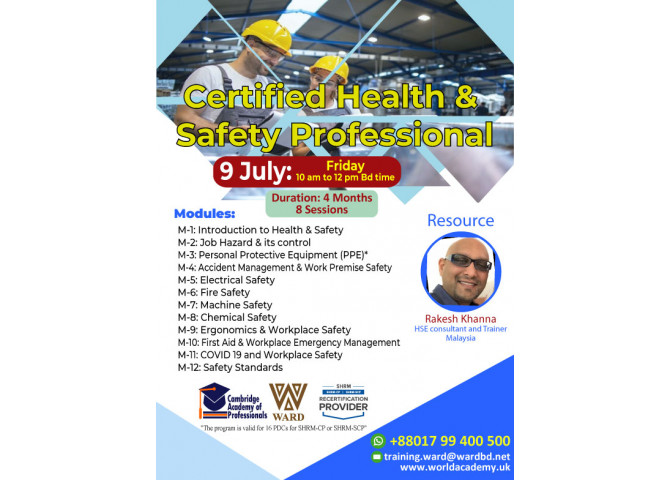 Certified Health &
Safety Professional
9 July:
Friday
10 am to 12 pm Bd time
Duration: 4 Months
8 Sessions
Modules:
M-1: Introduction to Health & Safety
M-2: Job Hazard & its control
M-3: Personal Protective Equipment (PPE)*
M-4: Accident Management & Work Premise Safety
M-5: Electrical Safety
M-6: Fire Safety
M-7: Machine Safety
M-8: Chemical Safety
M-9: Ergonomics & Workplace Safety
M-10: First Aid & Workplace Emergency Management
M-11: COVID 19 and Workplace Safety
M-12: Safety Standards
Resource
Rakesh Khanna
HSE consultant and Trainer
Malaysia
Cambridge
Academy of
Professionals
WARD
SHRM
SHRM-CP | SHRM-SCP
RECERTIFICATION
PROVIDER
"The program is valid for 16 PDCs for SHRM-CP or SHRM-SCP"
+88017 99 400 500
training.ward@wardbd.net
www.worldacademy.uk